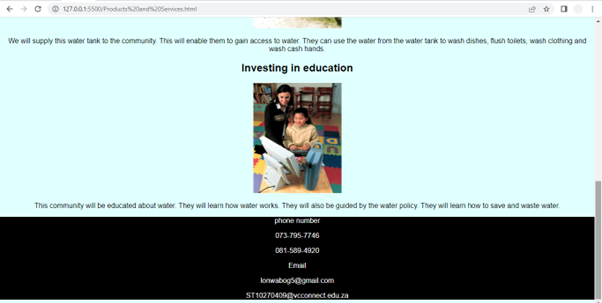 127.0.0.1:5500/Products%20and%20Services.html
We will supply this water tank to the community. This will enable them to gain access to water. They can use the water from the water tank to wash dishes, flush toilets, wash clothing and
wash cash hands.
Investing in education
This community will be educated about water. They will learn how water works. They will also be guided by the water policy. They will learn how to save and waste water.
phone number
073-795-7746
081-589-4920
Email
lonwabog5@gmail.com
ST10270409@vcconnect.edu.za